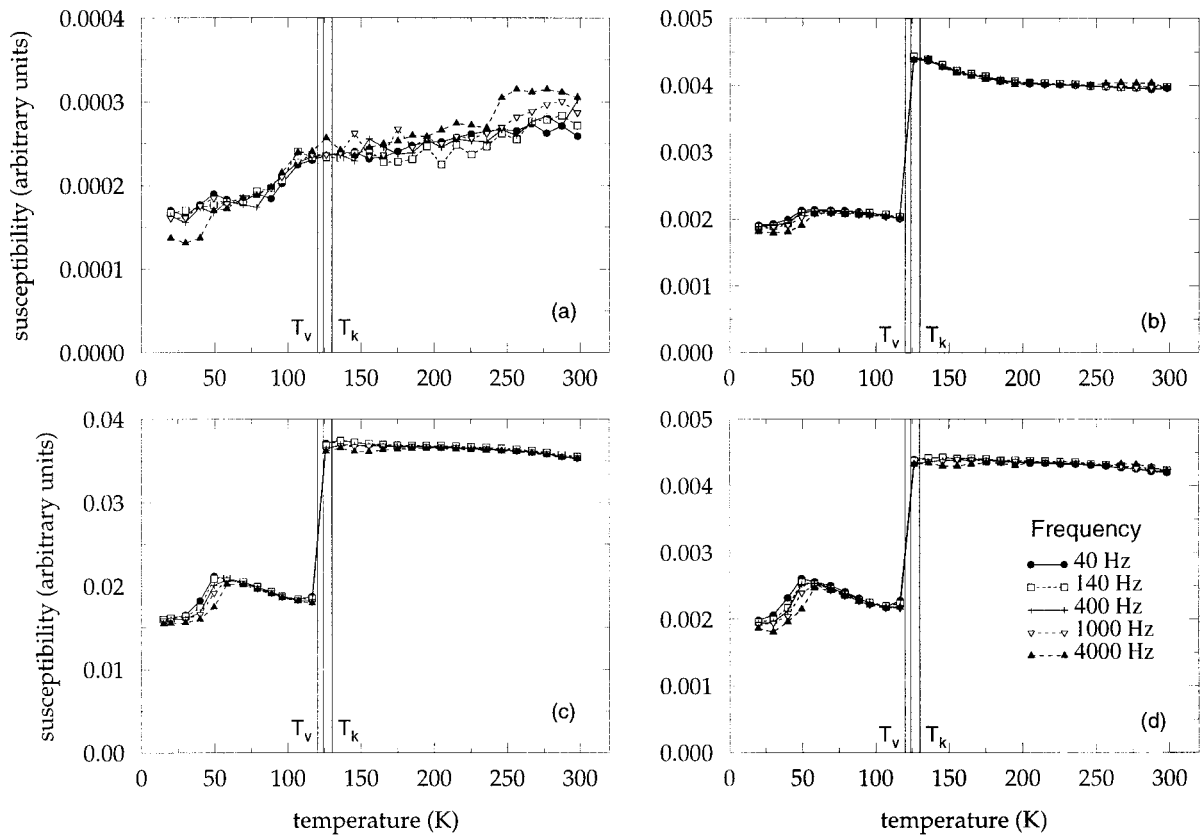 susceptibility (arbitrary units)
0.0004
0.0003
0.0002
0.0001
0.0000
0 50 100 150 200 250 300
T_v T_k
(a)
0.005
0.004
0.003
0.002
0.001
0.000
0 50 100 150 200 250 300
T_v T_k
(b)
susceptibility (arbitrary units)
0.04
0.03
0.02
0.01
0.00
0 50 100 150 200 250 300
T_v T_k
(c)
temperature (K)
0.005
0.004
0.003
0.002
0.001
0.000
0 50 100 150 200 250 300
T_v T_k
(d)
temperature (K)
Frequency
40 Hz
140 Hz
400 Hz
1000 Hz
4000 Hz